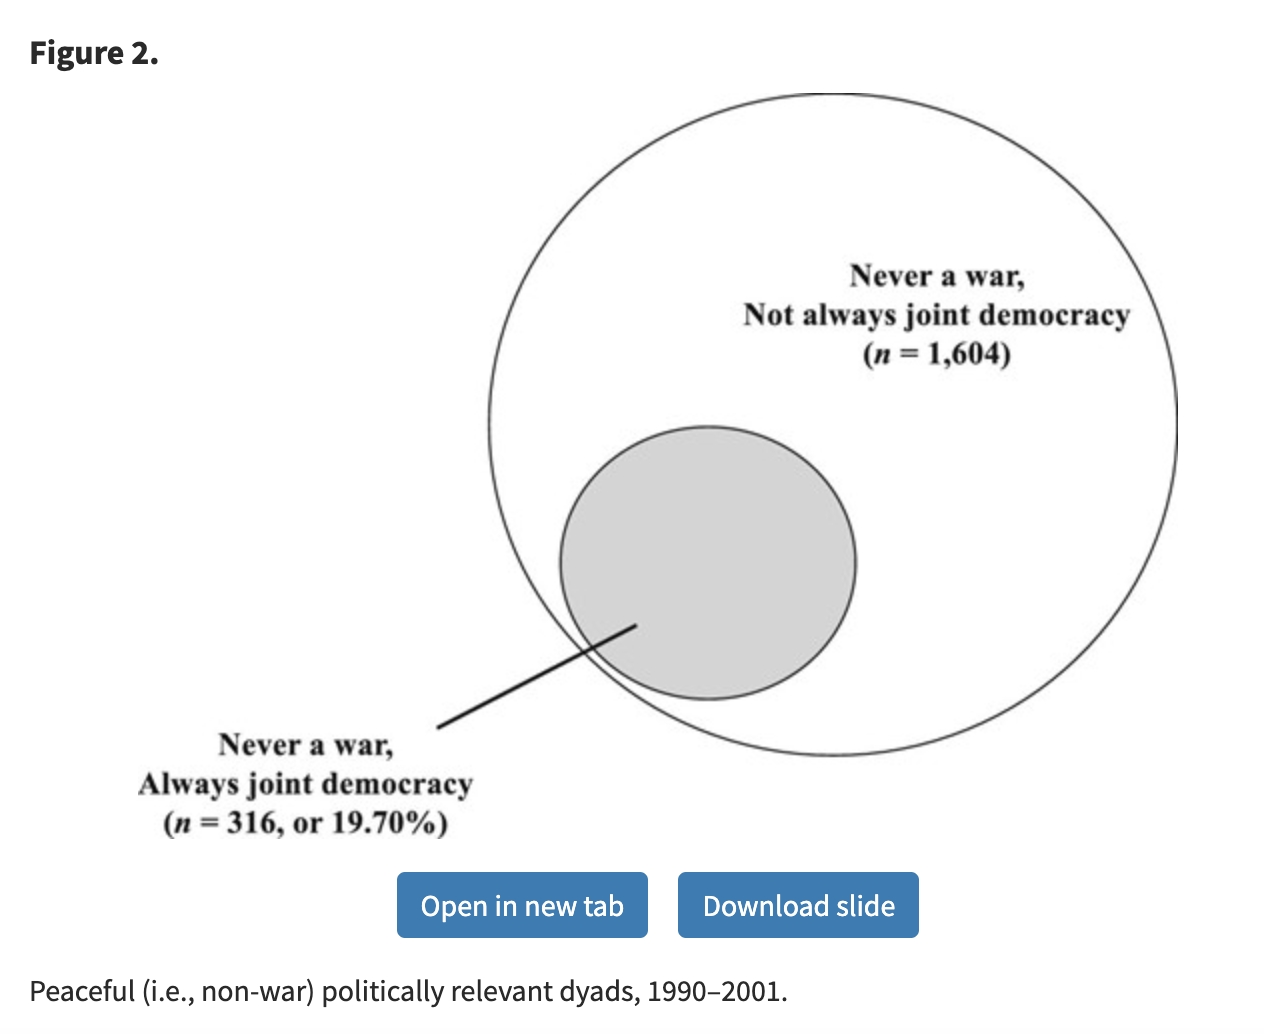 Figure 2.
Never a war,
Not always joint democracy
(n = 1,604)
Never a war,
Always joint democracy
(n = 316, or 19.70%)
Open in new tab
Download slide
Peaceful (i.e., non-war) politically relevant dyads, 1990–2001.